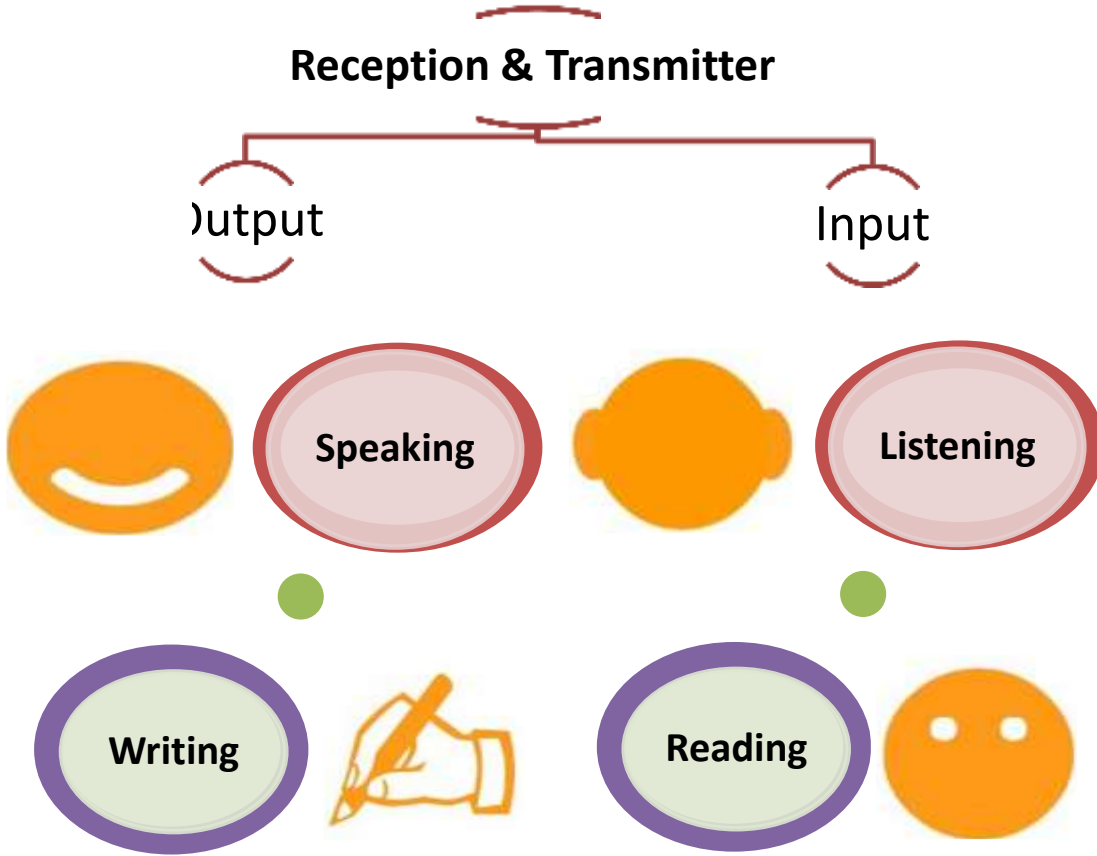 Reception & Transmitter
Output
Input
Speaking
Listening
Writing
Reading